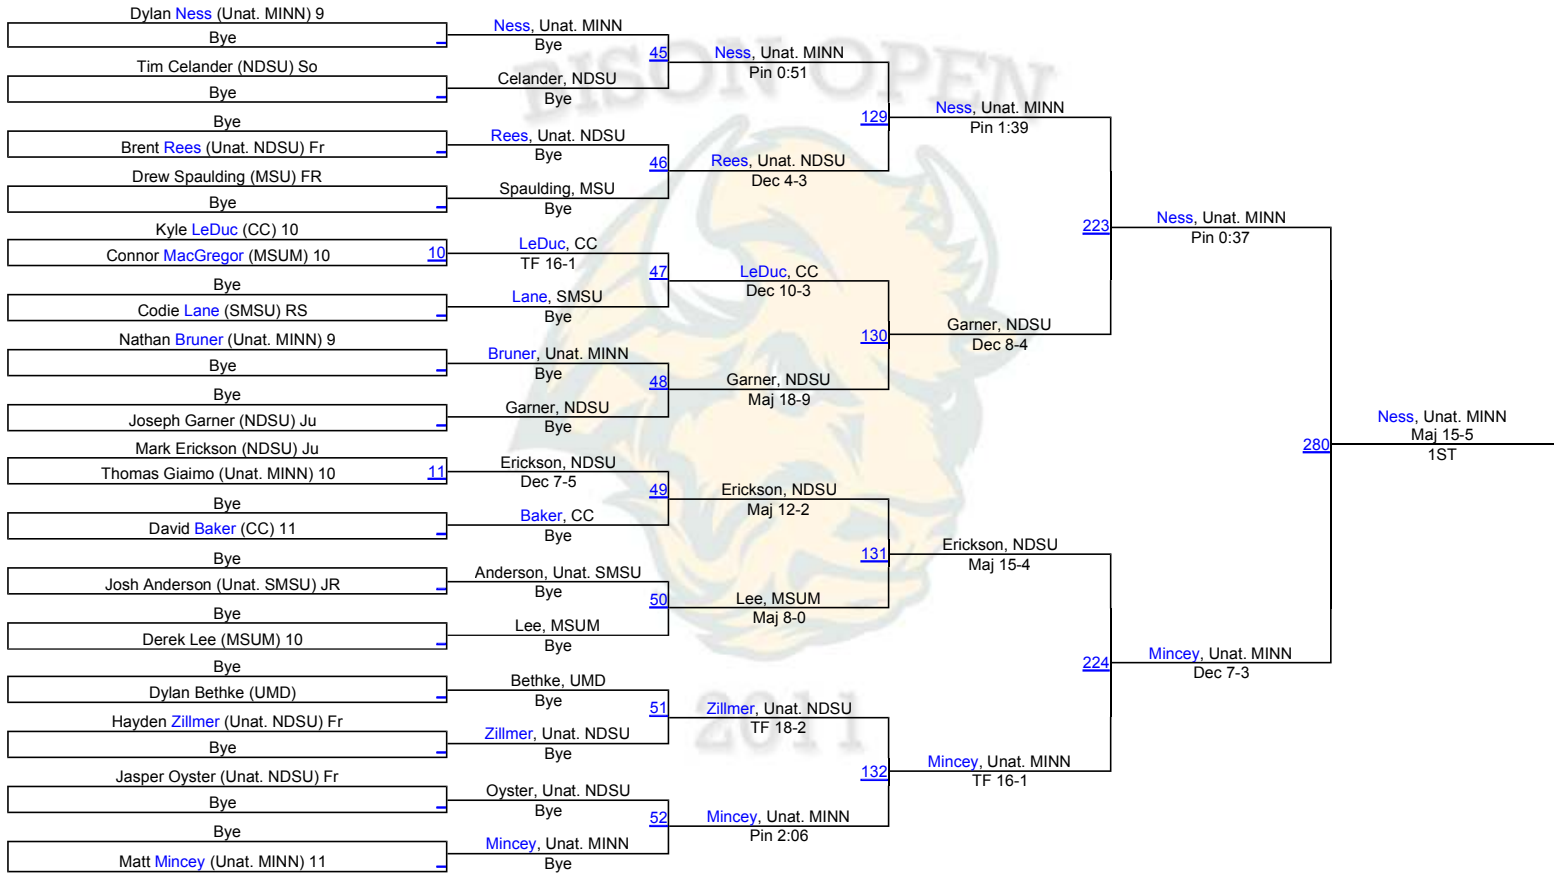 BISON OPEN
2011
Dylan Ness (Unat. MINN) 9
Bye
Tim Celander (NDSU) So
Bye
Bye
Brent Rees (Unat. NDSU) Fr
Drew Spaulding (MSU) FR
Bye
Kyle LeDuc (CC) 10
Connor MacGregor (MSUM) 10
10
Bye
Codie Lane (SMSU) RS
Nathan Bruner (Unat. MINN) 9
Bye
Bye
Joseph Garner (NDSU) Ju
Mark Erickson (NDSU) Ju
Thomas Giaimo (Unat. MINN) 10
11
Bye
David Baker (CC) 11
Bye
Josh Anderson (Unat. SMSU) JR
Bye
Derek Lee (MSUM) 10
Bye
Dylan Bethke (UMD)
Hayden Zillmer (Unat. NDSU) Fr
Bye
Jasper Oyster (Unat. NDSU) Fr
Bye
Bye
Matt Mincey (Unat. MINN) 11
Ness, Unat. MINN
Bye
45
Celander, NDSU
Bye
Rees, Unat. NDSU
Bye
46
Spaulding, MSU
Bye
LeDuc, CC
TF 16-1
47
Lane, SMSU
Bye
Bruner, Unat. MINN
Bye
48
Garner, NDSU
Bye
Erickson, NDSU
Dec 7-5
49
Baker, CC
Bye
Anderson, Unat. SMSU
Bye
50
Lee, MSUM
Bye
Bethke, UMD
Bye
51
Zillmer, Unat. NDSU
Bye
Oyster, Unat. NDSU
Bye
52
Mincey, Unat. MINN
Bye
Ness, Unat. MINN
Pin 0:51
129
Rees, Unat. NDSU
Dec 4-3
LeDuc, CC
Dec 10-3
130
Garner, NDSU
Maj 18-9
Erickson, NDSU
Maj 12-2
131
Lee, MSUM
Maj 8-0
Zillmer, Unat. NDSU
TF 18-2
132
Mincey, Unat. MINN
Pin 2:06
Ness, Unat. MINN
Pin 1:39
223
Garner, NDSU
Dec 8-4
Erickson, NDSU
Maj 15-4
224
Mincey, Unat. MINN
TF 16-1
Ness, Unat. MINN
Pin 0:37
280
Mincey, Unat. MINN
Dec 7-3
Ness, Unat. MINN
Maj 15-5
1ST